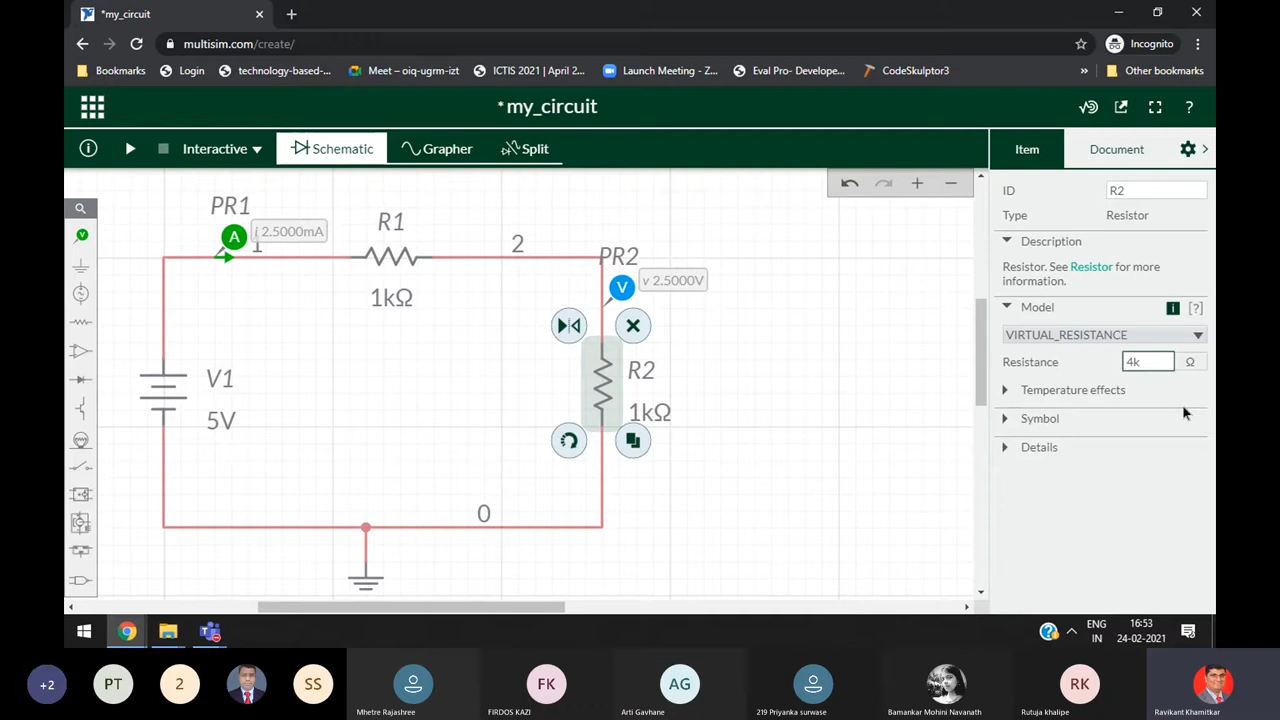 *my_circuit
multisim.com/create/
Incognito
Bookmarks
Login
technology-based-...
Meet – oiq-ugrm-izt
ICTIS 2021 | April 2...
Launch Meeting - Z...
Eval Pro- Develope...
CodeSkulptor3
»
Other bookmarks
*my_circuit
?
Interactive
Schematic
Grapher
Split
Item
Document
ID
R2
Type
Resistor
Description
Resistor. See Resistor for more
information.
Model
i
[?]
VIRTUAL_RESISTANCE
Resistance
4k
Ω
Temperature effects
Symbol
Details
PR1
A
i 2.5000mA
1
R1
1kΩ
2
PR2
V
v 2.5000V
R2
1kΩ
V1
5V
0
ENG
IN
16:53
24-02-2021
+2
PT
2
SS
Mhetre Rajashree
FK
FIRDOS KAZI
AG
Arti Gavhane
219 Priyanka surwase
Bamankar Mohini Navanath
RK
Rutuja khalipe
Ravikant Khamitkar